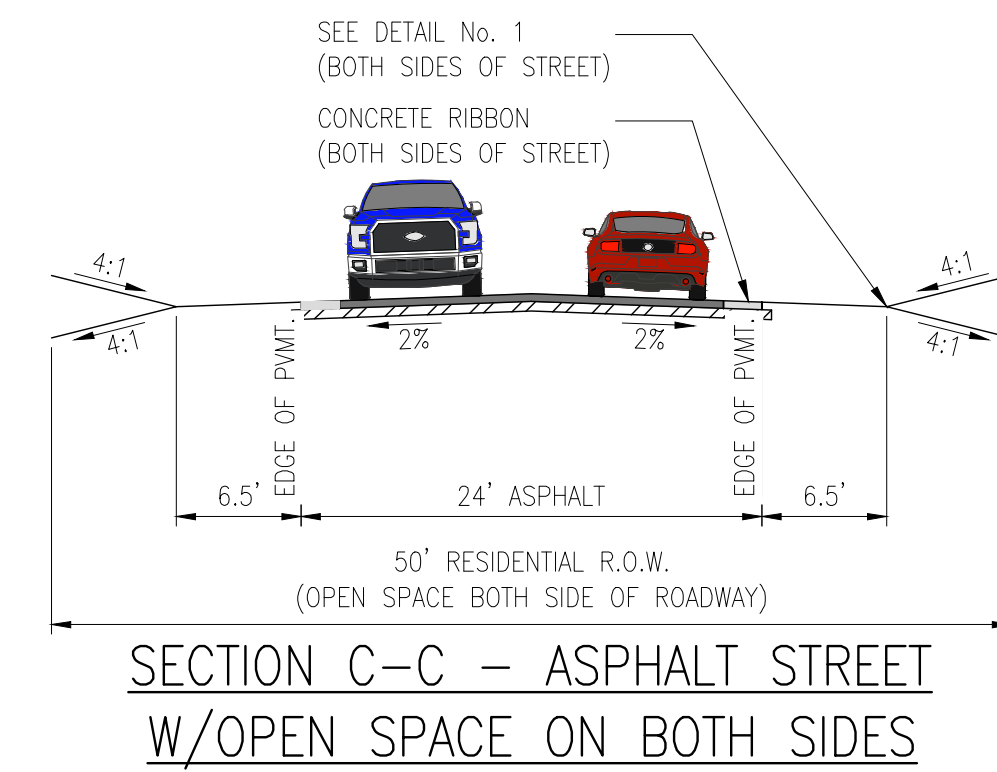 SEE DETAIL No. 1
(BOTH SIDES OF STREET)
CONCRETE RIBBON
(BOTH SIDES OF STREET)
4:1
4:1
4:1
4:1
2%
2%
EDGE OF PVMT.
EDGE OF PVMT.
6.5'
24' ASPHALT
6.5'
50' RESIDENTIAL R.O.W.
(OPEN SPACE BOTH SIDE OF ROADWAY)
SECTION C-C - ASPHALT STREET
W/OPEN SPACE ON BOTH SIDES